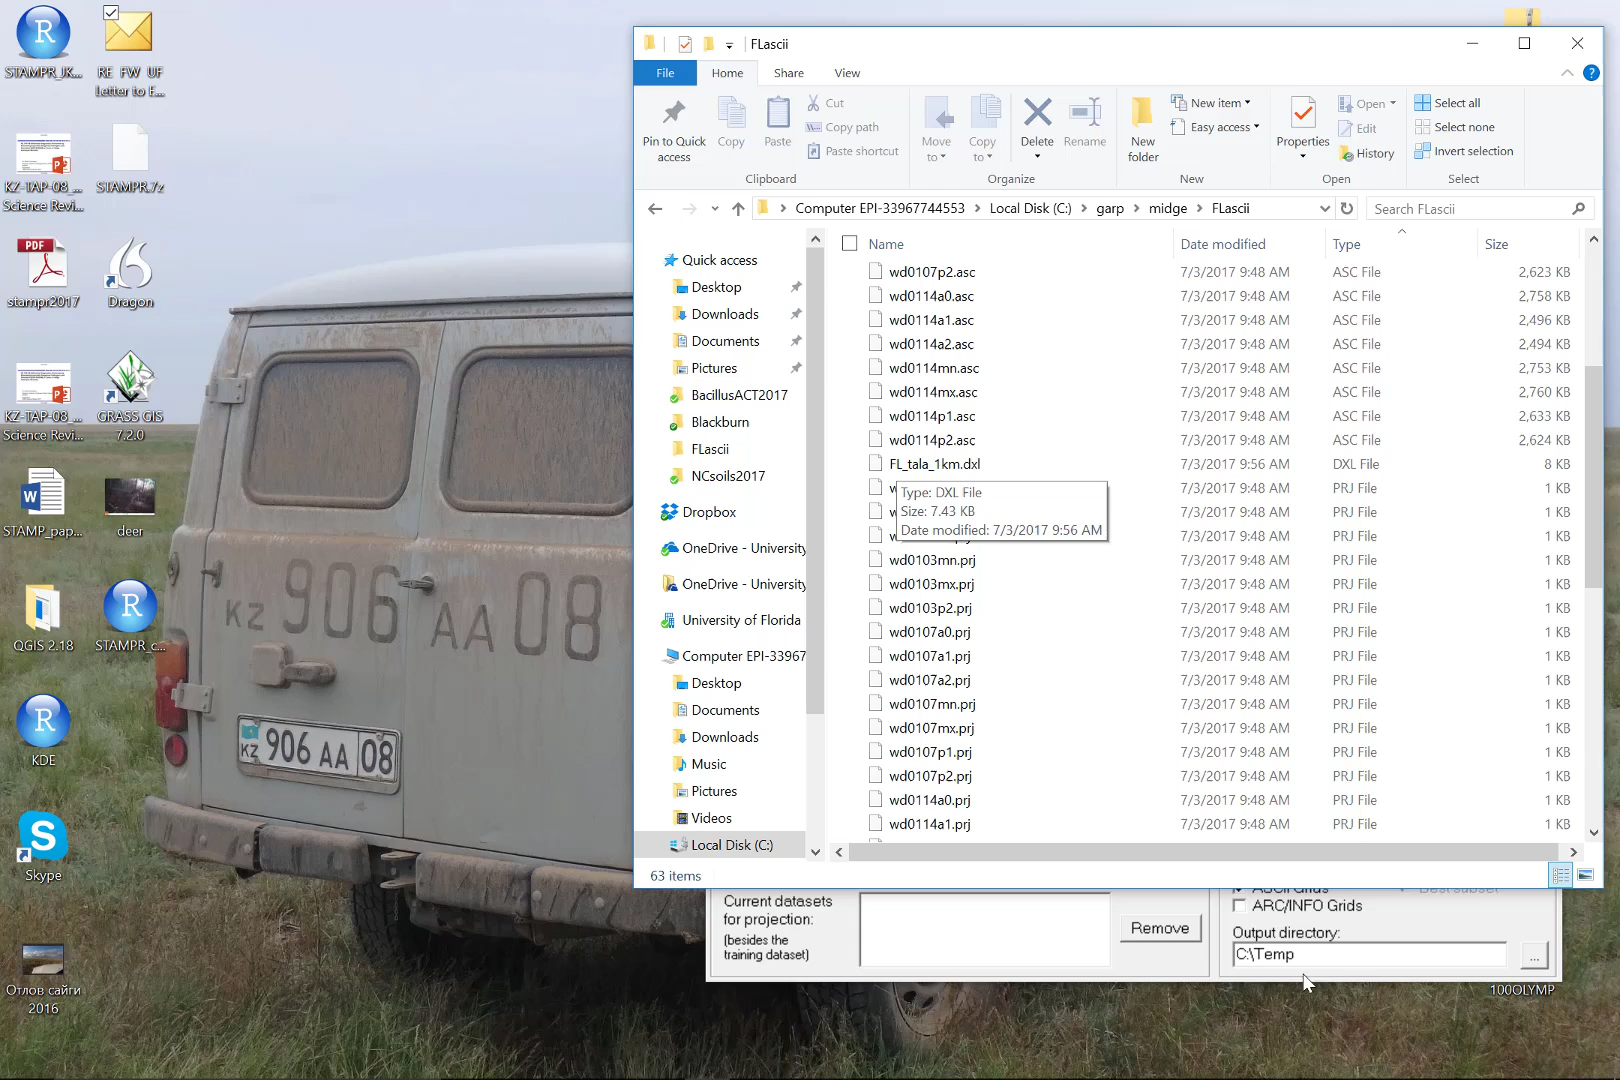 STAMPR_JK...
RE_FW_UF
letter to E...
KZ-TAP-08_...
Science Revi...
STAMPR.7z
PDF
stampr2017
Dragon
KZ-TAP-08_...
Science Revi...
GRASS GIS
7.2.0
STAMP_pap...
deer
QGIS 2.18
STAMPR_c...
KDE
Skype
Отлов сайги
2016
KZ 906 AA 08
KZ 906 AA 08
FLascii
File
Home
Share
View
Pin to Quick
access
Copy
Paste
Cut
Copy path
Paste shortcut
Clipboard
Move
to
Copy
to
Delete
Rename
Organize
New
folder
New item
Easy access
New
Properties
Open
Edit
History
Open
Select all
Select none
Invert selection
Select
Computer EPI-33967744553
Local Disk (C:)
garp
midge
FLascii
Search FLascii
Quick access
Desktop
Downloads
Documents
Pictures
BacillusACT2017
Blackburn
FLascii
NCsoils2017
Dropbox
OneDrive - University
OneDrive - University
University of Florida
Computer EPI-33967
Desktop
Documents
Downloads
Music
Pictures
Videos
Local Disk (C:)
Name Date modified Type Size
wd0107p2.asc 7/3/2017 9:48 AM ASC File 2,623 KB
wd0114a0.asc 7/3/2017 9:48 AM ASC File 2,758 KB
wd0114a1.asc 7/3/2017 9:48 AM ASC File 2,496 KB
wd0114a2.asc 7/3/2017 9:48 AM ASC File 2,494 KB
wd0114mn.asc 7/3/2017 9:48 AM ASC File 2,753 KB
wd0114mx.asc 7/3/2017 9:48 AM ASC File 2,760 KB
wd0114p1.asc 7/3/2017 9:48 AM ASC File 2,633 KB
wd0114p2.asc 7/3/2017 9:48 AM ASC File 2,624 KB
FL_tala_1km.dxl 7/3/2017 9:56 AM DXL File 8 KB
7/3/2017 9:48 AM PRJ File 1 KB
Type: DXL File
Size: 7.43 KB
7/3/2017 9:48 AM PRJ File 1 KB
Date modified: 7/3/2017 9:56 AM
7/3/2017 9:48 AM PRJ File 1 KB
wd0103mn.prj 7/3/2017 9:48 AM PRJ File 1 KB
wd0103mx.prj 7/3/2017 9:48 AM PRJ File 1 KB
wd0103p2.prj 7/3/2017 9:48 AM PRJ File 1 KB
wd0107a0.prj 7/3/2017 9:48 AM PRJ File 1 KB
wd0107a1.prj 7/3/2017 9:48 AM PRJ File 1 KB
wd0107a2.prj 7/3/2017 9:48 AM PRJ File 1 KB
wd0107mn.prj 7/3/2017 9:48 AM PRJ File 1 KB
wd0107mx.prj 7/3/2017 9:48 AM PRJ File 1 KB
wd0107p1.prj 7/3/2017 9:48 AM PRJ File 1 KB
wd0107p2.prj 7/3/2017 9:48 AM PRJ File 1 KB
wd0114a0.prj 7/3/2017 9:48 AM PRJ File 1 KB
wd0114a1.prj 7/3/2017 9:48 AM PRJ File 1 KB
63 items
Current datasets
for projection:
(besides the
training dataset)
Remove
ASCII Grids
Best subset
ARC/INFO Grids
Output directory:
C:\Temp
...
100OLYMP